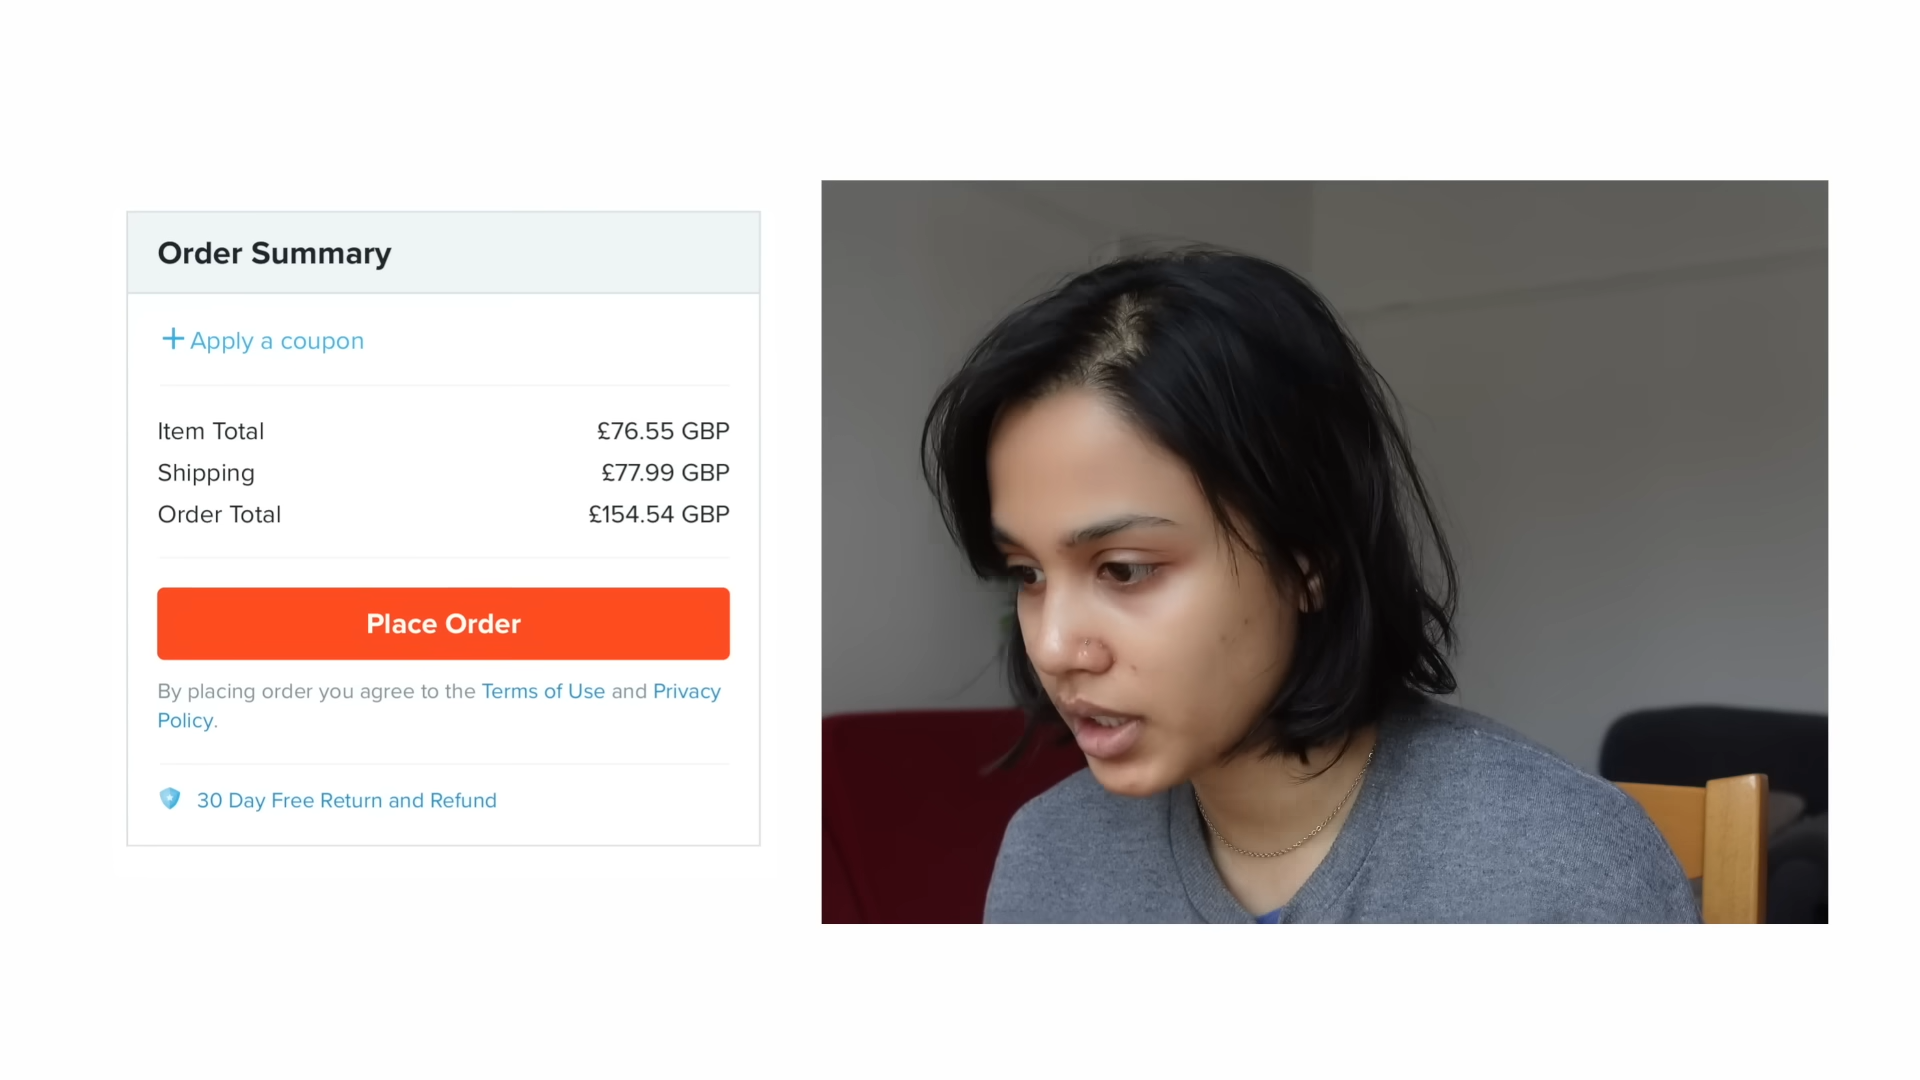 Order Summary
+ Apply a coupon
Item Total £76.55 GBP
Shipping £77.99 GBP
Order Total £154.54 GBP
Place Order
By placing order you agree to the Terms of Use and Privacy
Policy.
30 Day Free Return and Refund